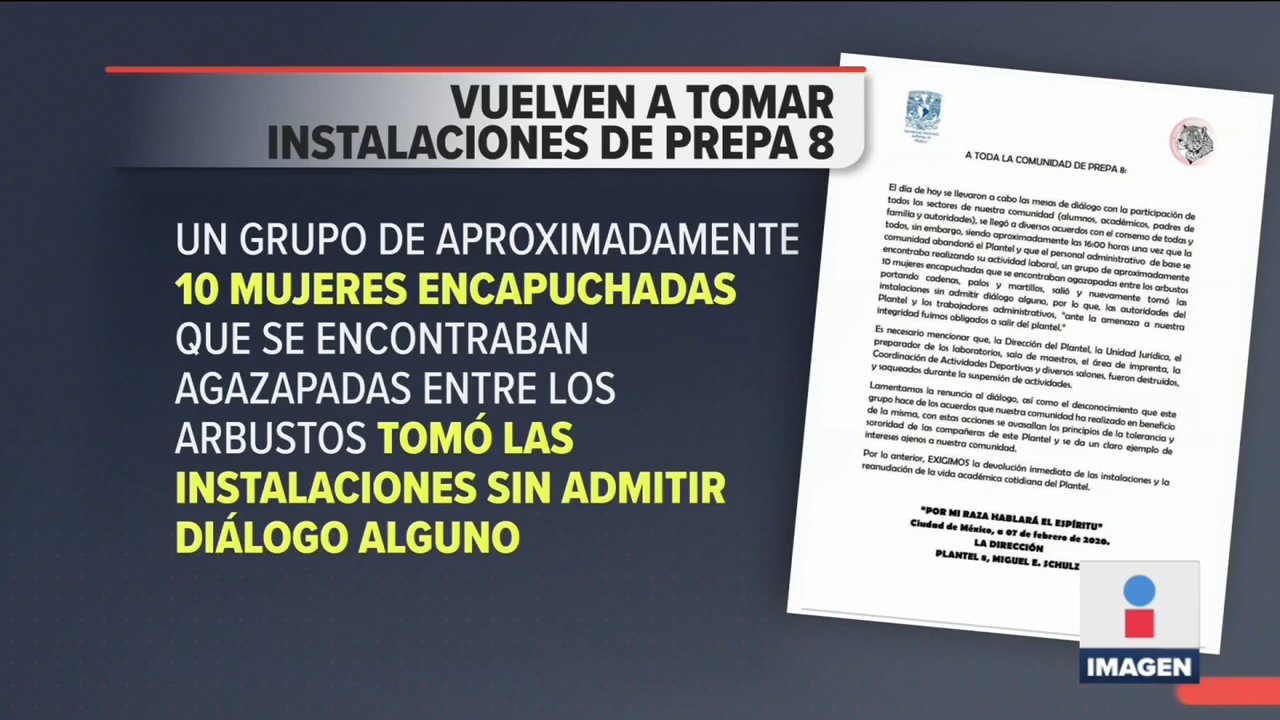 VUELVEN A TOMAR
INSTALACIONES DE PREPA 8
UN GRUPO DE APROXIMADAMENTE
10 MUJERES ENCAPUCHADAS
QUE SE ENCONTRABAN
AGAZAPADAS ENTRE LOS
ARBUSTOS TOMÓ LAS
INSTALACIONES SIN ADMITIR
DIÁLOGO ALGUNO
A TODA LA COMUNIDAD DE PREPA 8:
El día de hoy se llevaron a cabo las mesas de diálogo con la participación de
todos los sectores de nuestra comunidad (alumnos, académicos, padres de
familia y autoridades), se llegó a diversos acuerdos con el consenso de todas y
todos, sin embargo, siendo aproximadamente las 16:00 horas una vez que la
comunidad abandonó el Plantel y que el personal administrativo de base se
encontraba realizando su actividad laboral, un grupo de aproximadamente
10 mujeres encapuchadas que se encontraban agazapadas entre los arbustos
portando cadenas, palos y martillos, salió y nuevamente tomó las
instalaciones sin admitir diálogo alguno, por lo que, las autoridades del
Plantel y los trabajadores administrativos, "ante la amenaza a nuestra
integridad fuimos obligados a salir del plantel."
Es necesario mencionar que, la Dirección del Plantel, la Unidad Jurídica, el
preparador de los laboratorios, sala de maestros, el área de imprenta, la
Coordinación de Actividades Deportivas y diversos salones, fueron destruidos,
y saqueados durante la suspensión de actividades.
Lamentamos la renuncia al diálogo, así como el desconocimiento que este
grupo hace de los acuerdos que nuestra comunidad ha realizado en beneficio
de la misma, con estas acciones se avasallan los principios de la tolerancia y
sororidad de las compañeras de este Plantel y se da un claro ejemplo de
intereses ajenos a nuestra comunidad.
Por lo anterior, EXIGIMOS la devolución inmediata de las instalaciones y la
reanudación de la vida académica cotidiana del Plantel.
"POR MI RAZA HABLARÁ EL ESPÍRITU"
Ciudad de México, a 07 de febrero de 2020.
LA DIRECCIÓN
PLANTEL 8, MIGUEL E. SCHULZ
IMAGEN